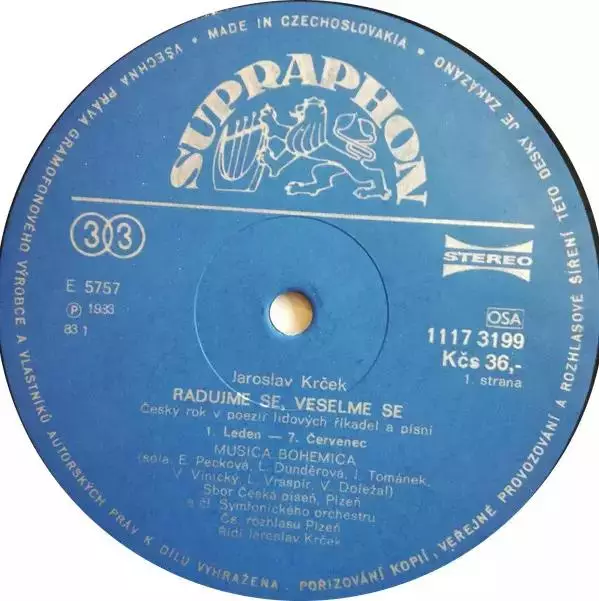 VŠECHNA PRÁVA GRAMOFONOVÉHO VÝROBCE A VLASTNÍKŮ AUTORSKÝCH PRÁV K DÍLU VYHRAŽENA. POŘIZOVÁNÍ KOPIÍ, VEŘEJNÉ PROVOZOVÁNÍ A ROZHLASOVÉ ŠÍŘENÍ TÉTO DESKY JE ZAKÁZÁNO • MADE IN CZECHOSLOVAKIA •
SUPRAPHON
33
STEREO
E 5757
Ⓟ 1983
83 1
OSA
1117 3199
Kčs 36,-
1. strana
Jaroslav Krček
RADUJME SE, VESELME SE
Český rok v poezii lidových říkadel a písní
1. Leden — 7. Červenec
MUSICA BOHEMICA
(sóla: E. Pecková, L. Dunděrová, J. Tománek,
V. Vinický, L. Vraspír, V. Doležal)
Sbor Česká píseň, Plzeň
a čl. Symfonického orchestru
Čs. rozhlasu Plzeň
Řídí Jaroslav Krček